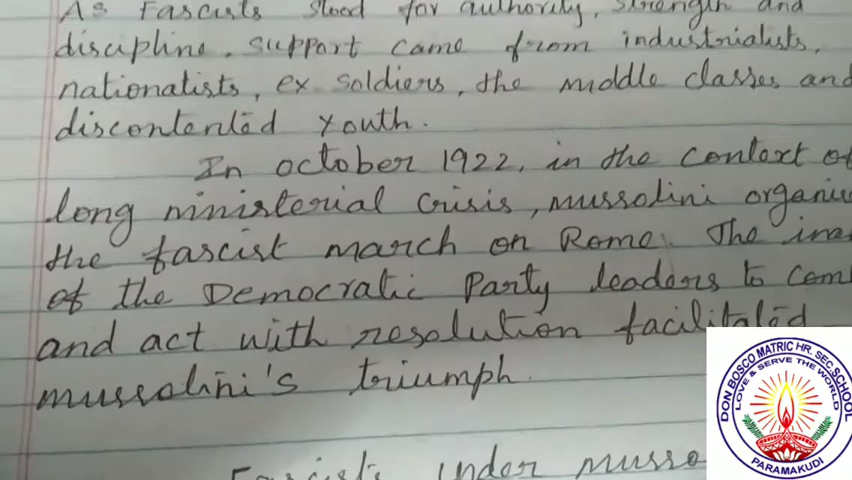 As Fascists stood for authority, strength and
discipline, support came from industrialists,
nationalists, ex soldiers, the middle classes and
discontented youth.
In october 1922, in the context of
long ministerial crisis, mussolini
the fascist march on Rome. The
of the Democratic Party leaders to
and act with resolution facilitated
mussolini's triumph.
Fascists under
DON BOSCO MATRIC HR. SEC SCHOOL
LOVE & SERVE THE WORLD
PARAMAKUDI